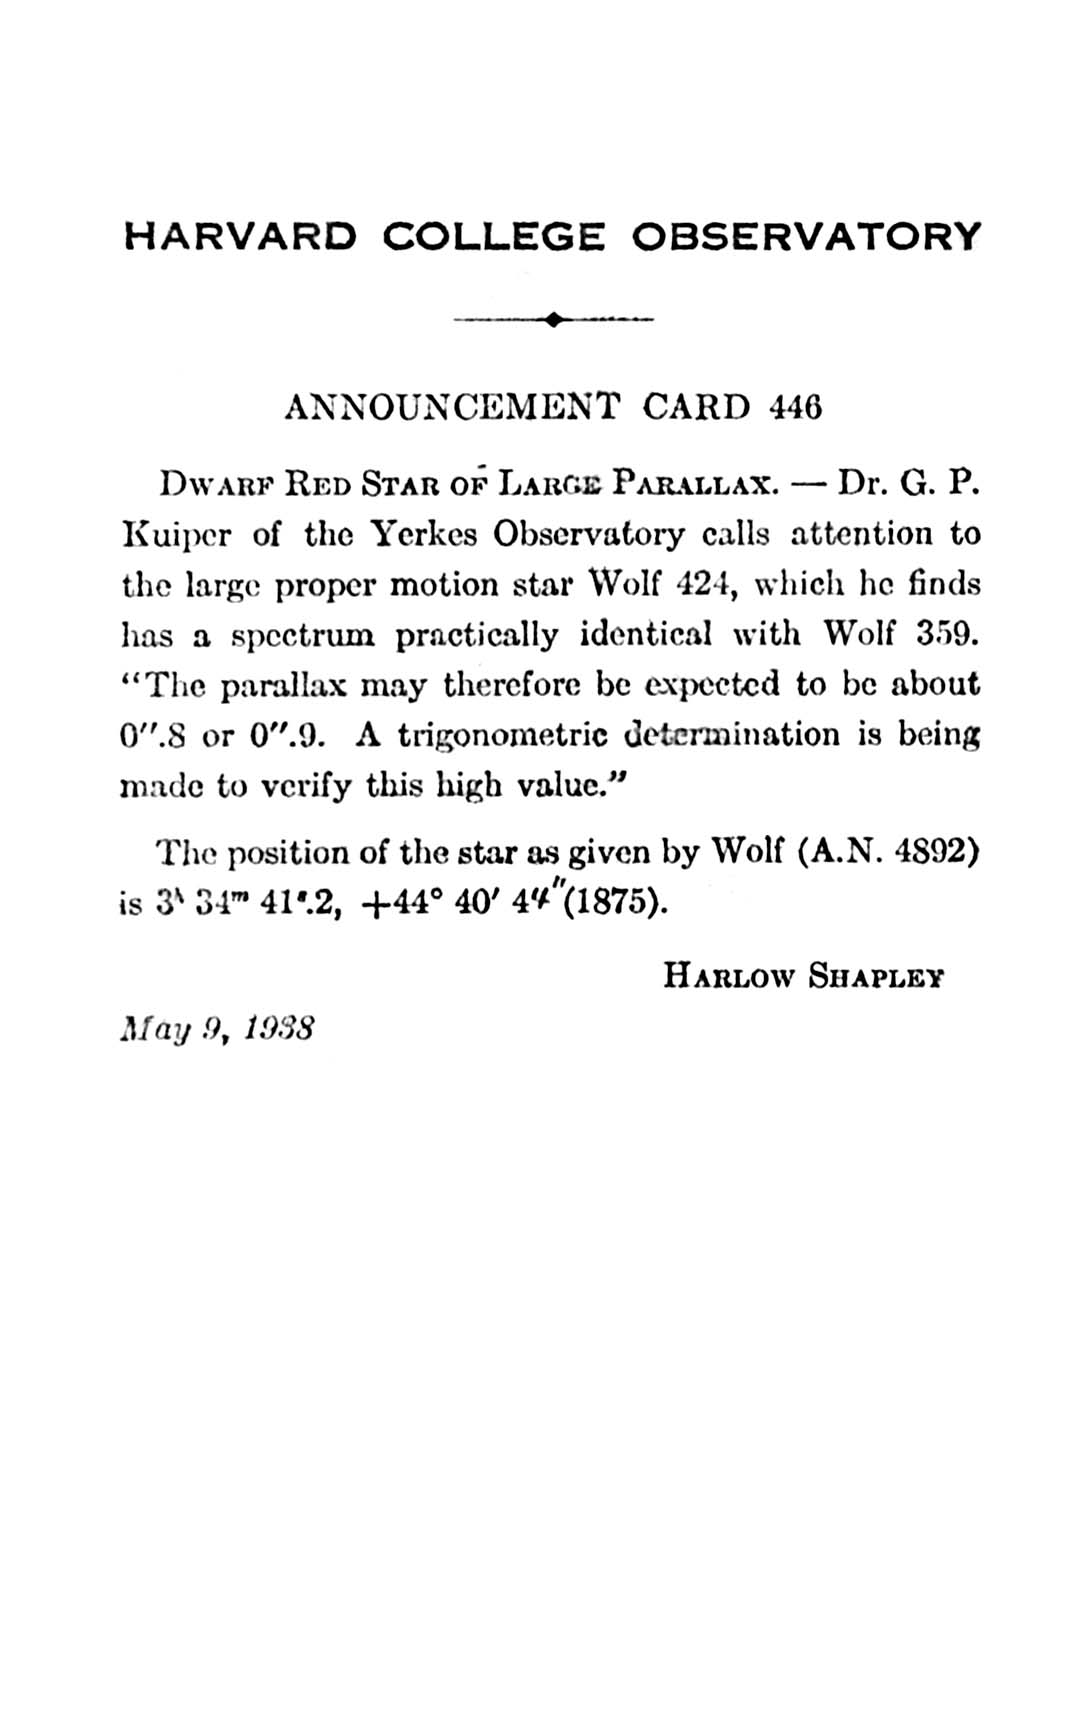 HARVARD COLLEGE OBSERVATORY
ANNOUNCEMENT CARD 446
DWARF RED STAR OF LARGE PARALLAX. — Dr. G. P.
Kuiper of the Yerkes Observatory calls attention to
the large proper motion star Wolf 424, which he finds
has a spectrum practically identical with Wolf 359.
“The parallax may therefore be expected to be about
0″.8 or 0″.9. A trigonometric determination is being
made to verify this high value.”
The position of the star as given by Wolf (A.N. 4892)
is 3ʰ 34ᵐ 41ˢ.2, +44° 40′ 44″(1875).
HARLOW SHAPLEY
May 9, 1938